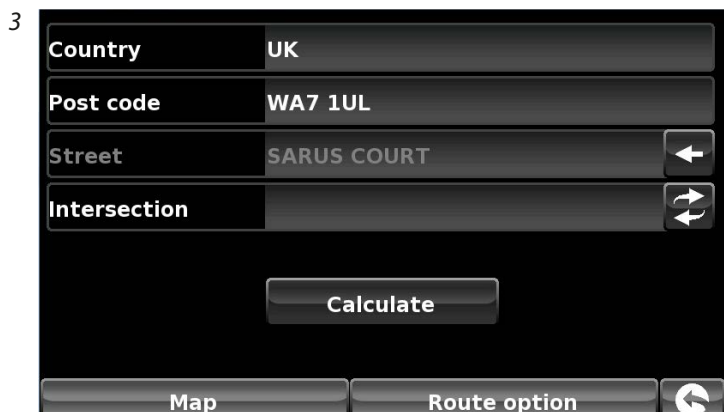 3
Country UK
Post code WA7 1UL
Street SARUS COURT
Intersection
Calculate
Map Route option